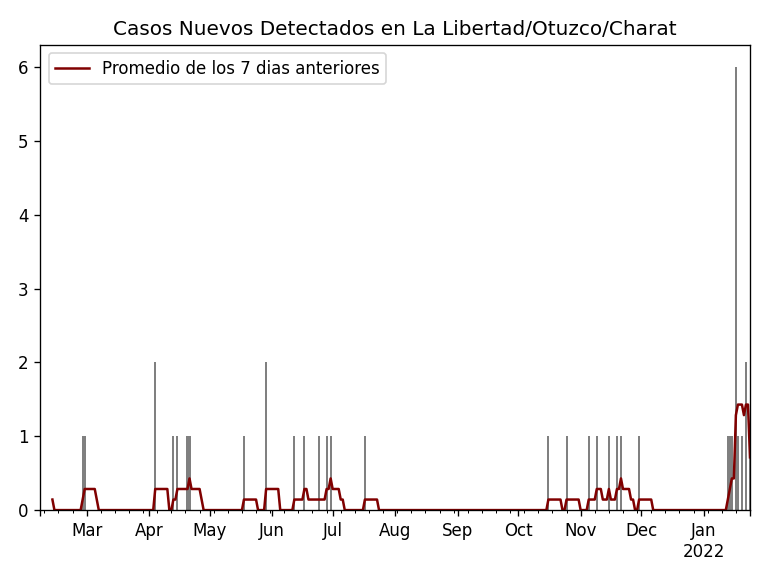 Casos Nuevos Detectados en La Libertad/Otuzco/Charat
Promedio de los 7 dias anteriores
6
5
4
3
2
1
0
Mar Apr May Jun Jul Aug Sep Oct Nov Dec Jan
2022